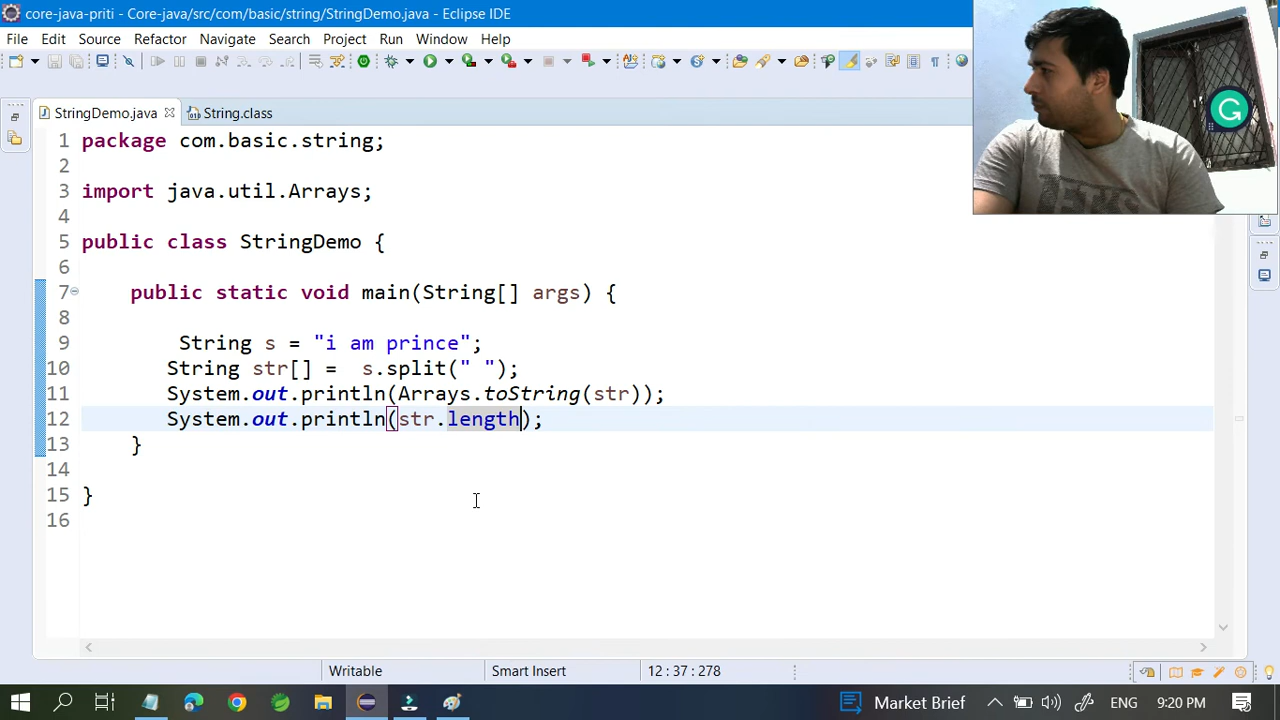 core-java-priti - Core-java/src/com/basic/string/StringDemo.java - Eclipse IDE
File Edit Source Refactor Navigate Search Project Run Window Help
StringDemo.java String.class
1 package com.basic.string;
2
3 import java.util.Arrays;
4
5 public class StringDemo {
6
7 public static void main(String[] args) {
8
9 String s = "i am prince";
10 String str[] = s.split(" ");
11 System.out.println(Arrays.toString(str));
12 System.out.println(str.length);
13 }
14
15 }
16
Writable Smart Insert 12:37:278
Market Brief ENG 9:20 PM